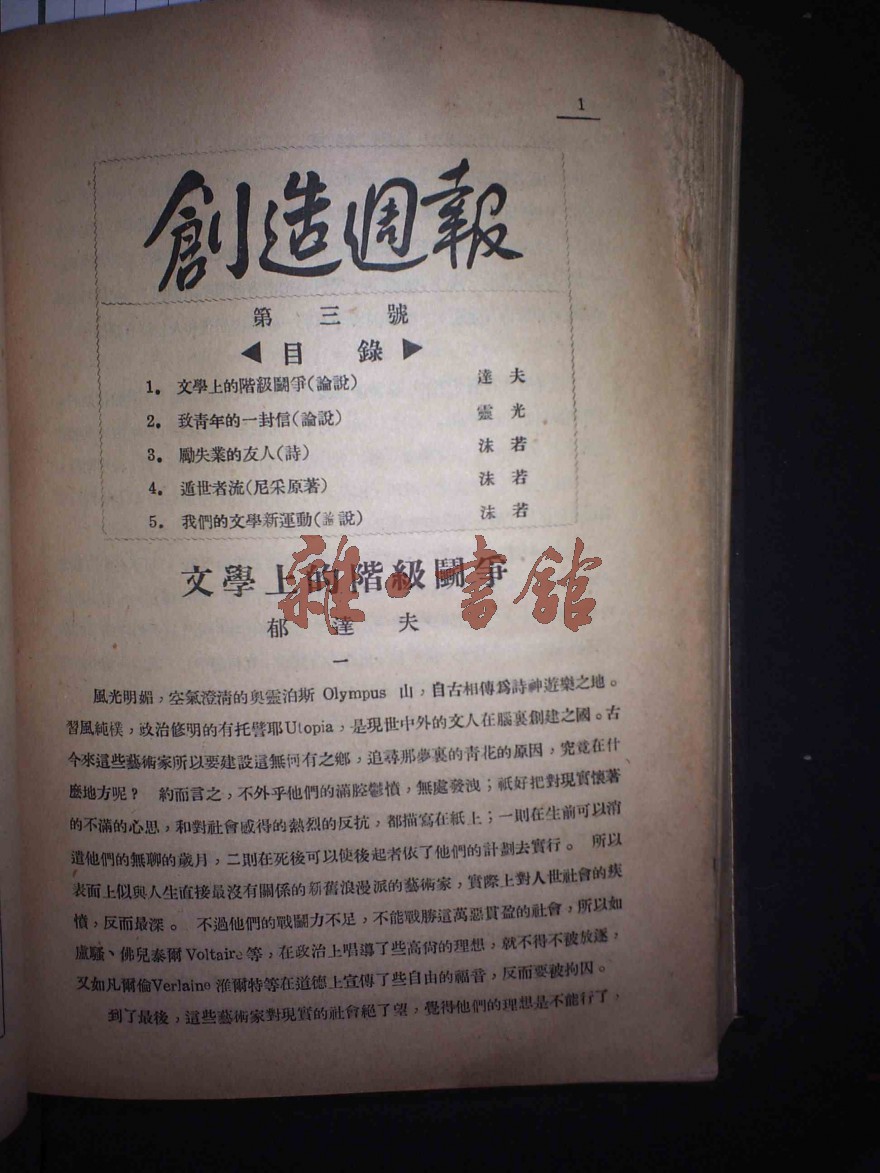 1
創造週報
第三號
◀目錄▶
1. 文學上的階級鬭爭(論說) 達夫
2. 致靑年的一封信(論說) 靈光
3. 勵失業的友人(詩) 沫若
4. 遁世者流(尼采原著) 沫若
5. 我們的文學新運動(論說) 沫若
文學上的階級鬭爭
雜·書館
郁達夫
一
風光明媚，空氣澄清的奧靈泊斯 Olympus 山，自古相傳爲詩神遊樂之地。
習風純樸，政治修明的有托譬耶Utopia，是現世中外的文人在腦裏創建之國。古
今來這些藝術家所以要建設這無何有之鄉，追尋那夢裏的靑花的原因，究竟在什
麽地方呢？ 約而言之，不外乎他們的滿腔鬱憤，無處發洩；祇好把對現實懷著
的不滿的心思，和對社會感得的熱烈的反抗，都描寫在紙上；一則在生前可以消
遣他們的無聊的歲月，二則在死後可以使後起者依了他們的計劃去實行。 所以
表面上似與人生直接最沒有關係的新舊浪漫派的藝術家，實際上對人世社會的疾
憤，反而最深。 不過他們的戰鬭力不足，不能戰勝這萬惡貫盈的社會，所以如
盧騷、佛兒泰爾Voltaire等，在政治上唱導了些高尙的理想，就不得不被放逐，
又如凡爾倫Verlaine 淮爾特等在道德上宣傳了些自由的福音，反而要被拘囚。
到了最後，這些藝術家對現實的社會絕了望，覺得他們的理想是不能行了，